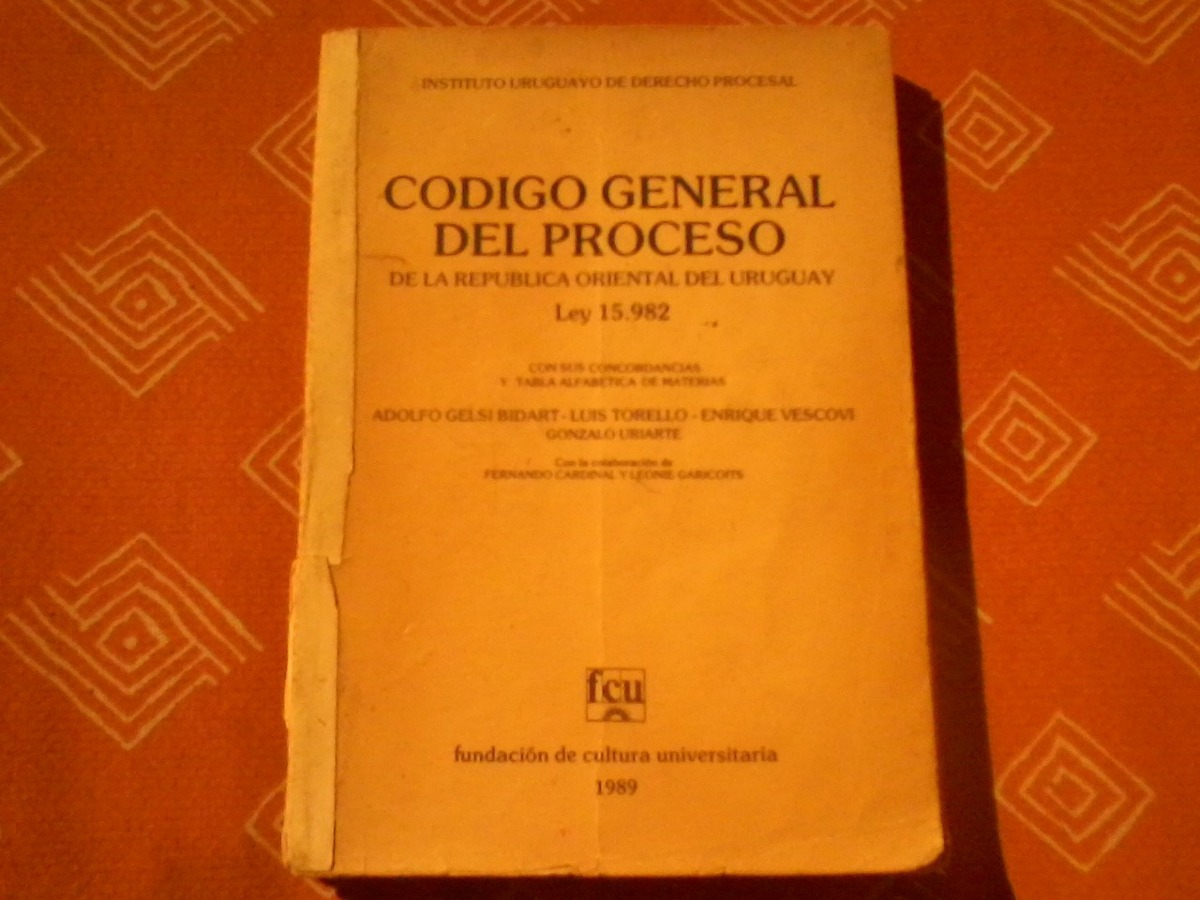 INSTITUTO URUGUAYO DE DERECHO PROCESAL
CODIGO GENERAL
DEL PROCESO
DE LA REPUBLICA ORIENTAL DEL URUGUAY
Ley 15.982
CON SUS CONCORDANCIAS
Y TABLA ALFABETICA DE MATERIAS
ADOLFO GELSI BIDART - LUIS TORELLO - ENRIQUE VESCOVI
GONZALO URIARTE
Con la colaboración de
FERNANDO CARDINAL Y LEONIE GARICOITS
fcu
fundación de cultura universitaria
1989